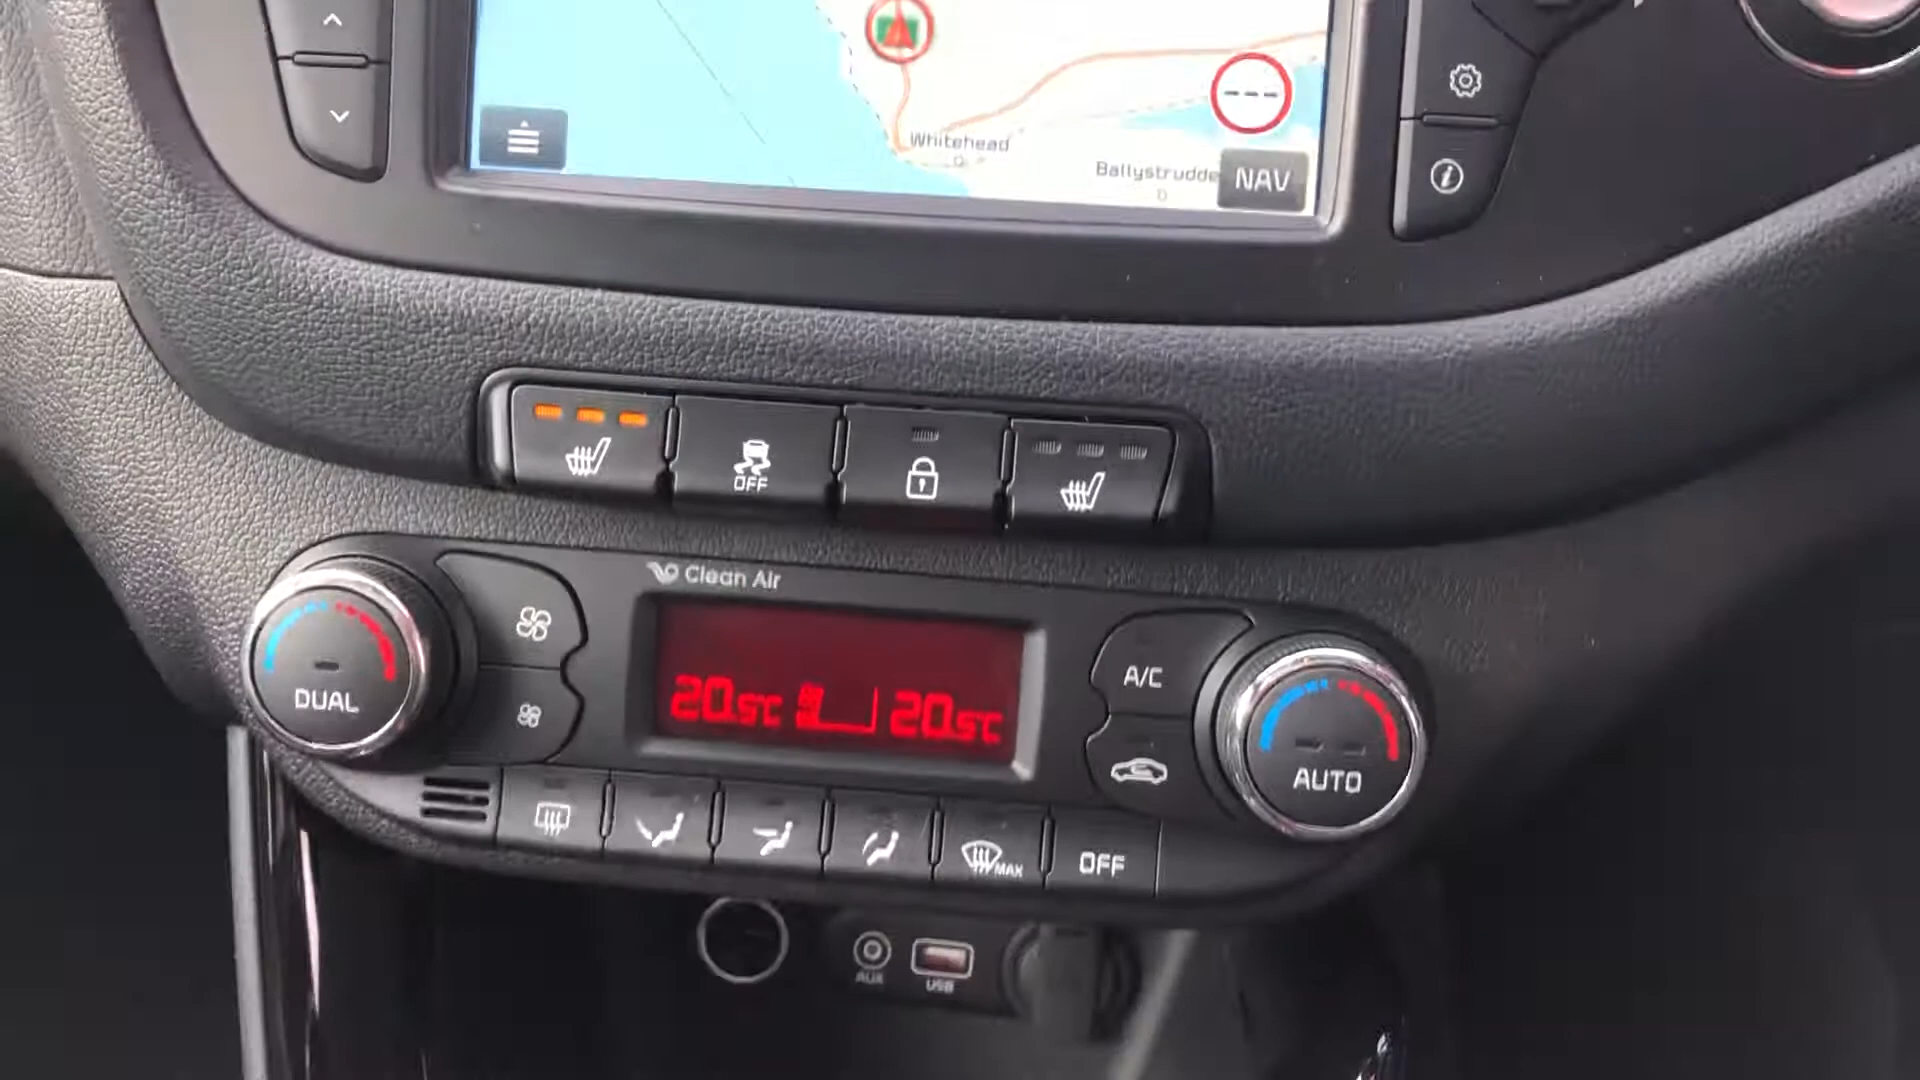 Whitehead
Ballystrudde
NAV
OFF
Clean Air
DUAL
20.5°C
20.5°C
A/C
AUTO
MAX
OFF
AUX
USB